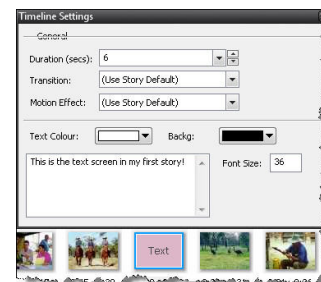 Timeline Settings
General
Duration (secs): 6
Transition: (Use Story Default)
Motion Effect: (Use Story Default)
Text Colour: Backg:
This is the text screen in my first story!
Font Size: 36
Text